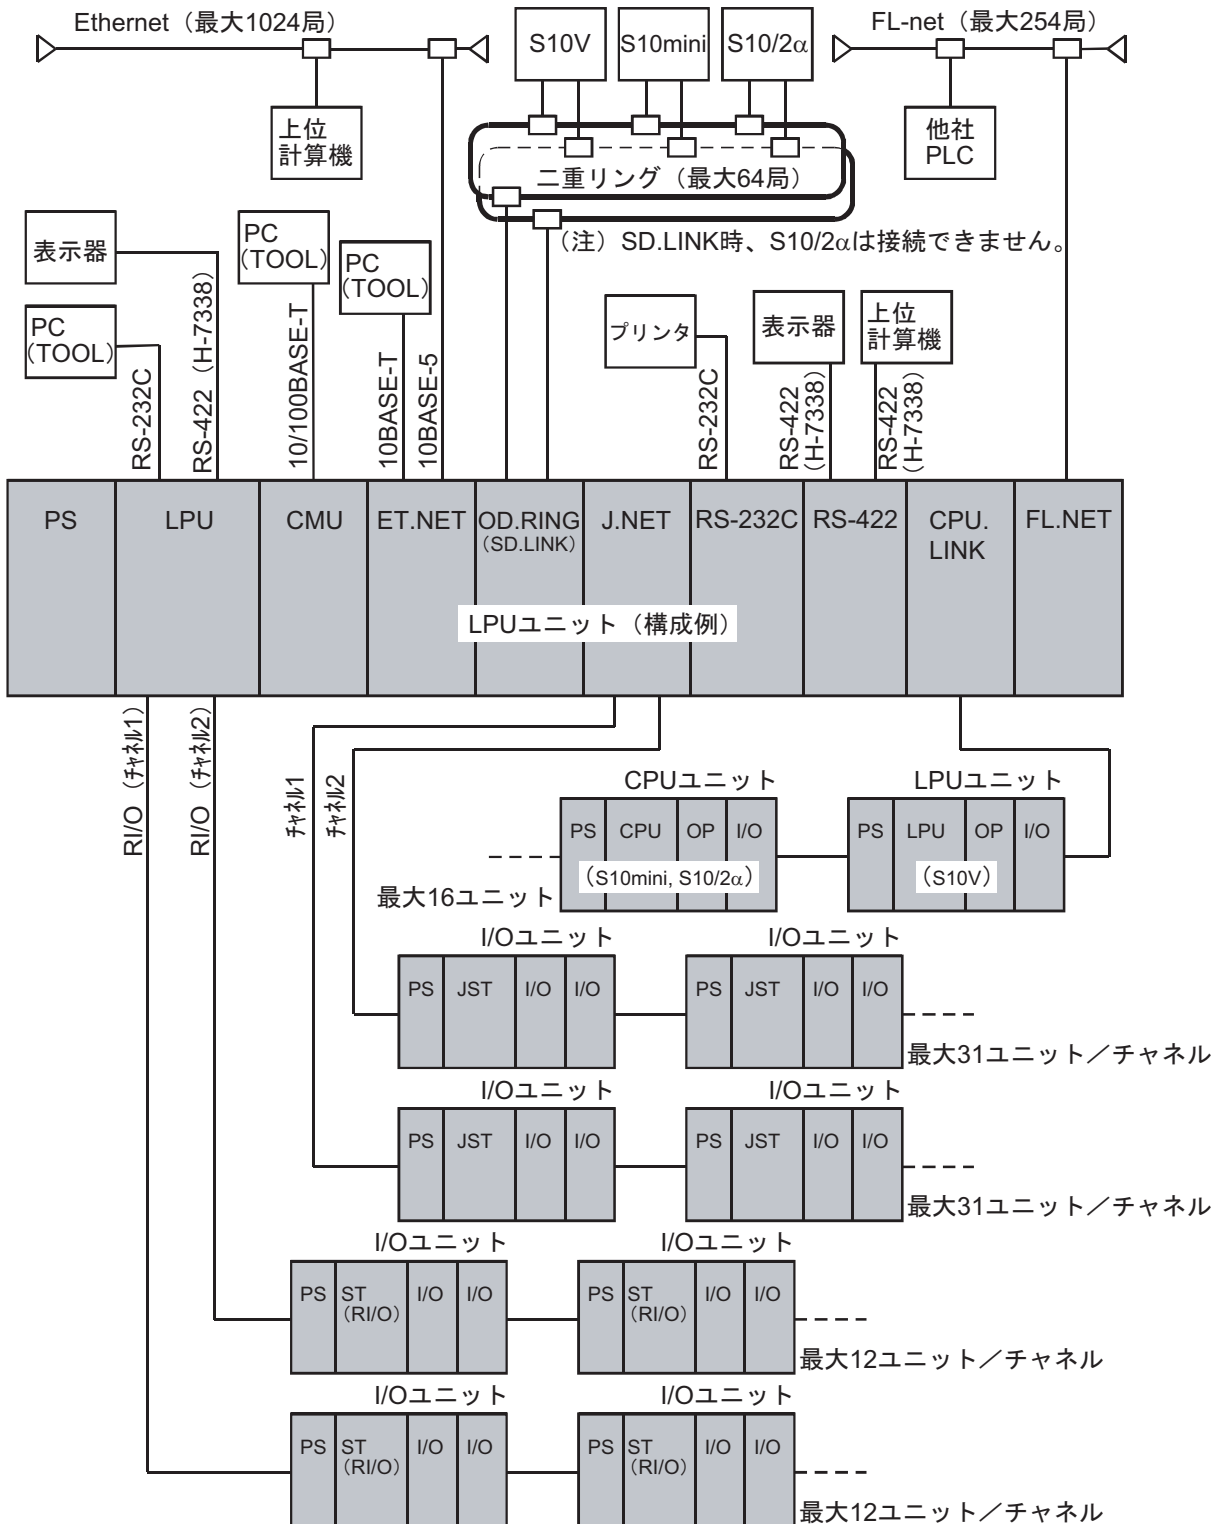 Ethernet（最大1024局）
S10V
S10mini
S10/2α
FL-net（最大254局）
上位
計算機
他社
PLC
二重リング（最大64局）
（注）SD.LINK時、S10/2αは接続できません。
表示器
PC
(TOOL)
PC
(TOOL)
PC
(TOOL)
プリンタ
表示器
上位
計算機
RS-232C
RS-422（H-7338）
10/100BASE-T
10BASE-T
10BASE-5
RS-232C
RS-422
（H-7338）
RS-422
（H-7338）
PS
LPU
CMU
ET.NET
OD.RING
（SD.LINK）
J.NET
RS-232C
RS-422
CPU.
LINK
FL.NET
LPUユニット（構成例）
RI/O（ﾁｬﾈﾙ1）
RI/O（ﾁｬﾈﾙ2）
ﾁｬﾈﾙ1
ﾁｬﾈﾙ2
CPUユニット
LPUユニット
PS CPU OP I/O
PS LPU OP I/O
（S10mini, S10/2α）
（S10V）
最大16ユニット
I/Oユニット
I/Oユニット
PS JST I/O I/O
PS JST I/O I/O
最大31ユニット／チャネル
I/Oユニット
I/Oユニット
PS JST I/O I/O
PS JST I/O I/O
最大31ユニット／チャネル
I/Oユニット
I/Oユニット
PS ST I/O I/O
（RI/O）
PS ST I/O I/O
（RI/O）
最大12ユニット／チャネル
I/Oユニット
I/Oユニット
PS ST I/O I/O
（RI/O）
PS ST I/O I/O
（RI/O）
最大12ユニット／チャネル